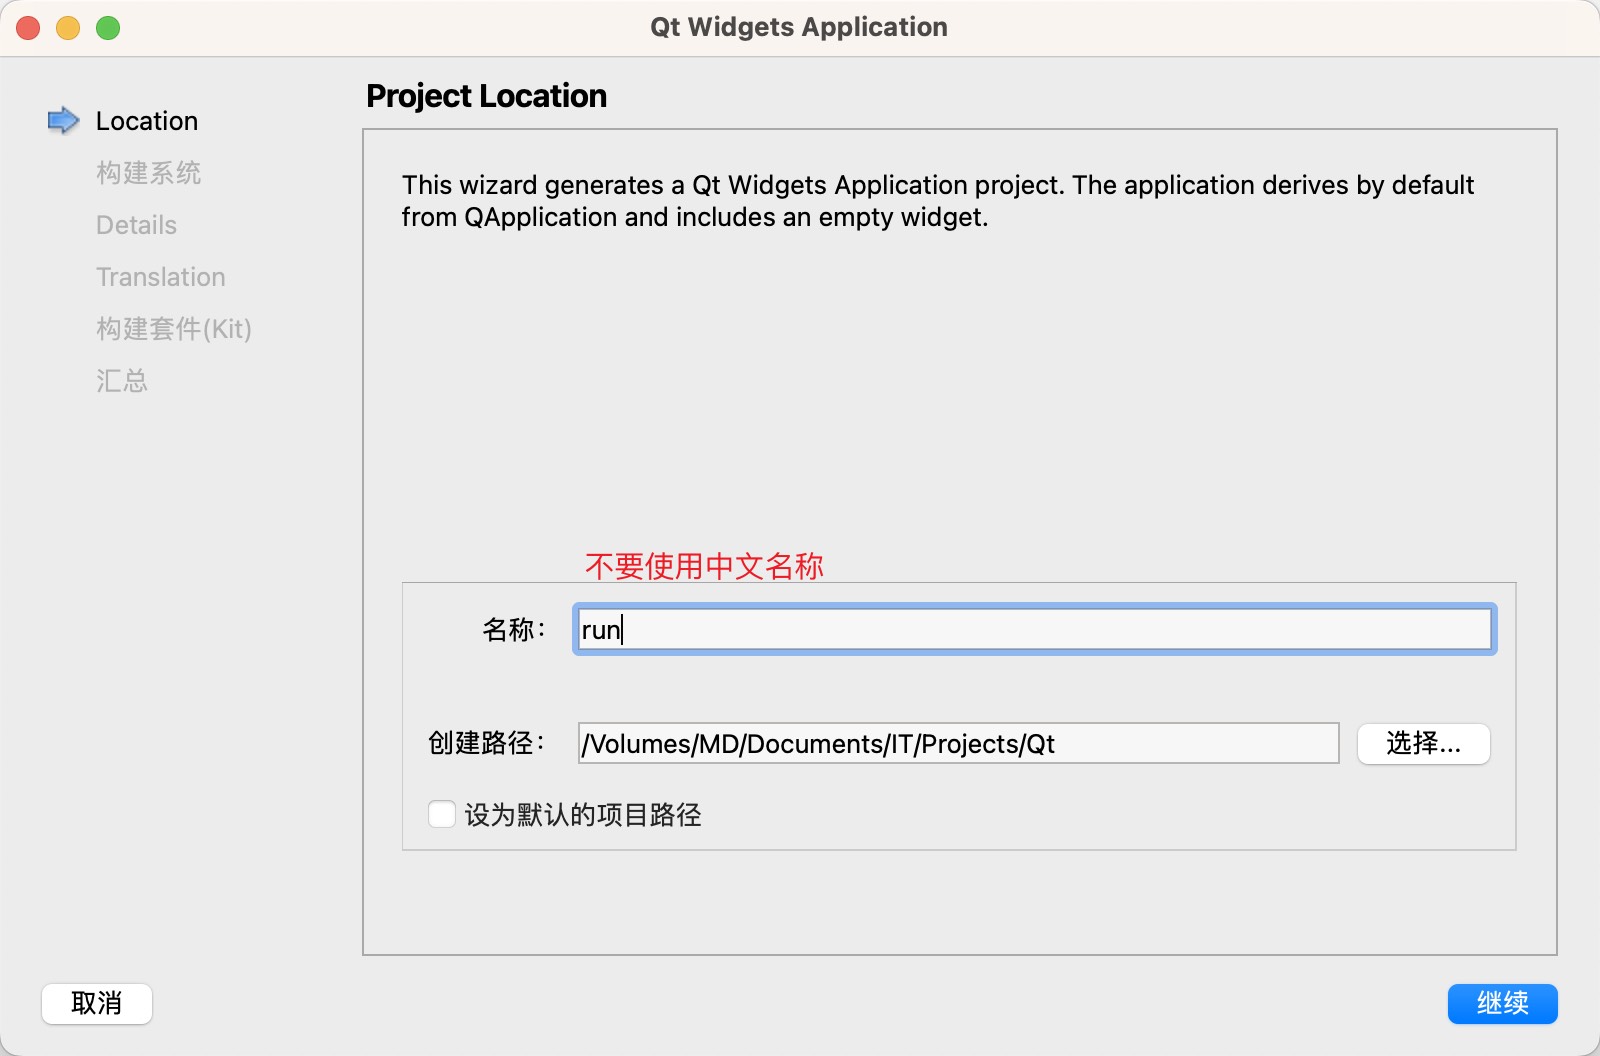 Qt Widgets Application
Location
构建系统
Details
Translation
构建套件(Kit)
汇总
Project Location
This wizard generates a Qt Widgets Application project. The application derives by default
from QApplication and includes an empty widget.
不要使用中文名称
名称： run
创建路径： /Volumes/MD/Documents/IT/Projects/Qt 选择...
设为默认的项目路径
取消 继续